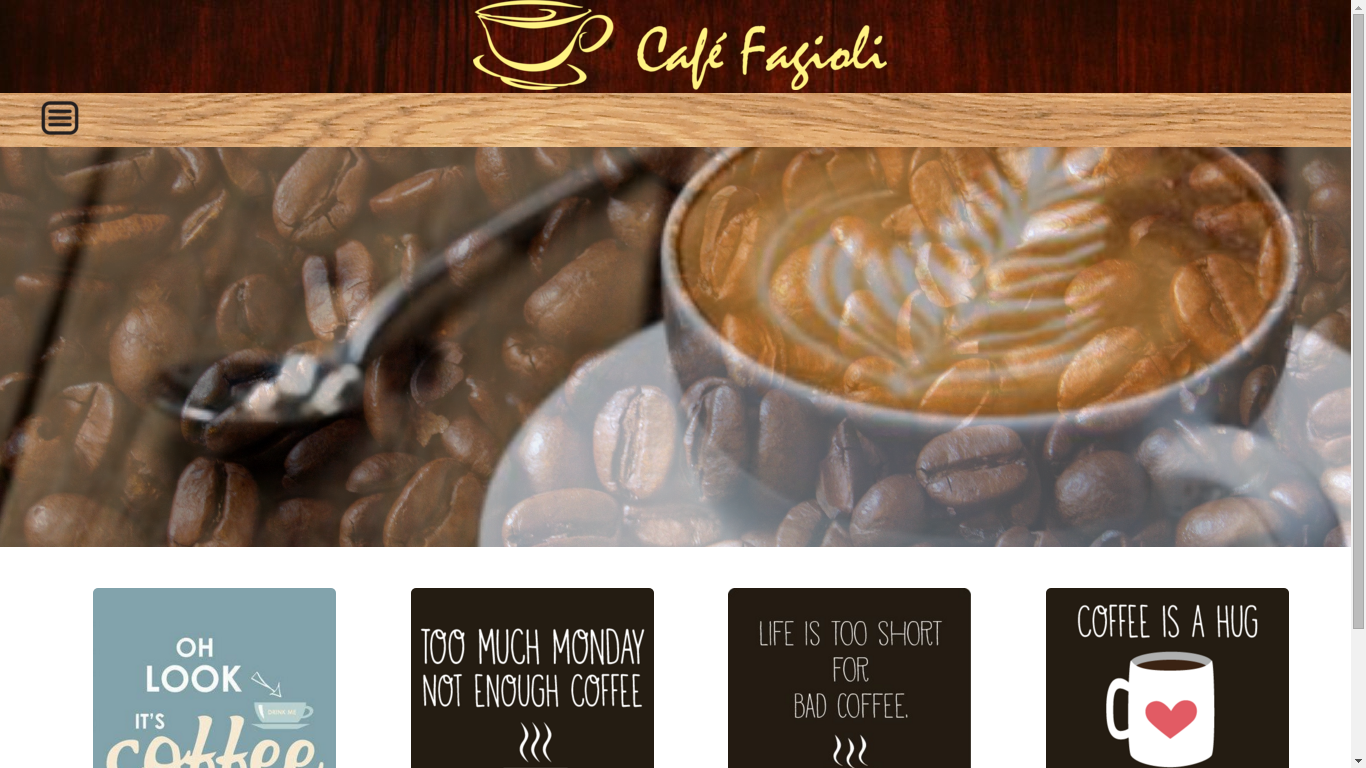 Café Fagioli
OH
LOOK
DRINK ME
IT'S
coffee
TOO MUCH MONDAY
NOT ENOUGH COFFEE
LIFE IS TOO SHORT
FOR
BAD COFFEE.
COFFEE IS A HUG